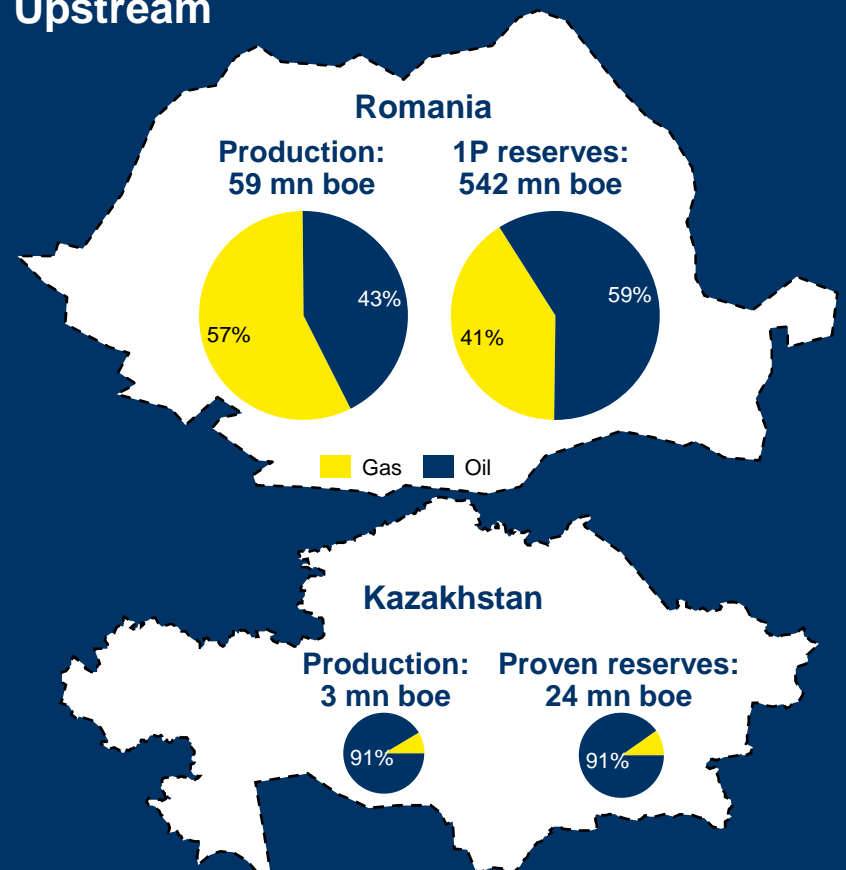 Upstream
Romania
Production:
59 mn boe
1P reserves:
542 mn boe
43%
57%
59%
41%
Gas
Oil
Kazakhstan
Production:
3 mn boe
Proven reserves:
24 mn boe
91%
91%